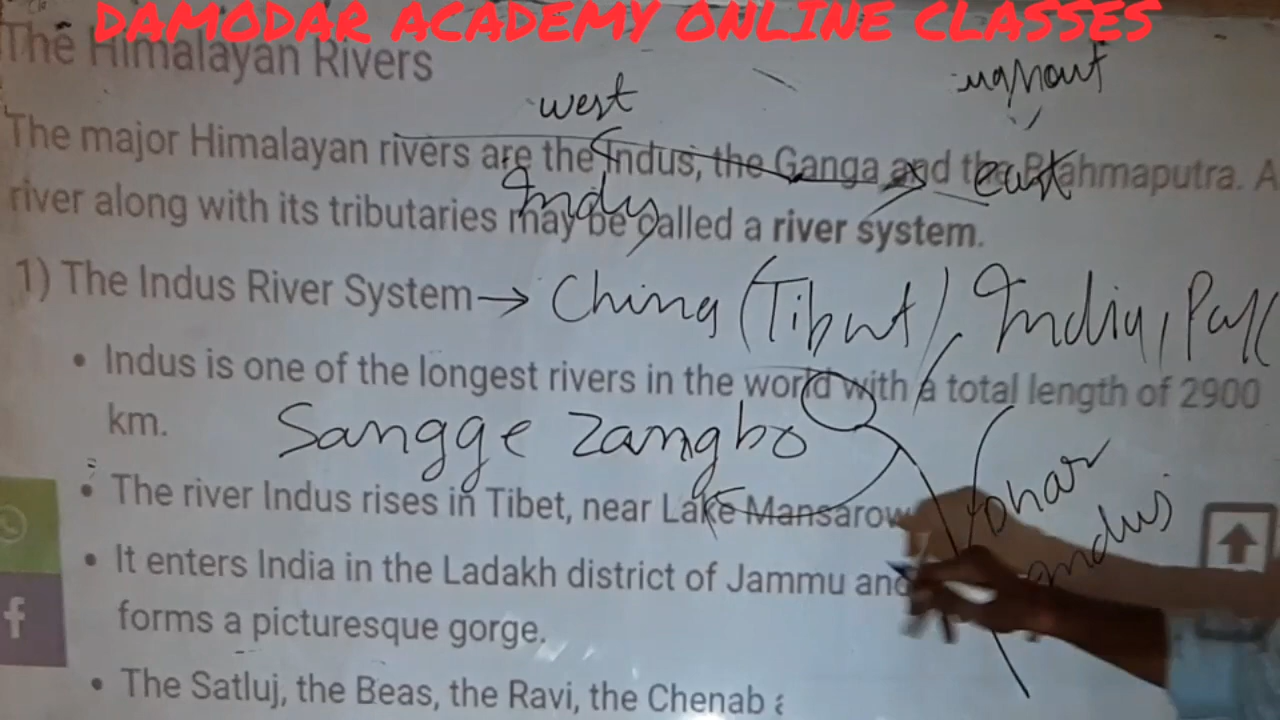 DAMODAR ACADEMY ONLINE CLASSES
The Himalayan Rivers
west
The major Himalayan rivers are the Indus, the Ganga and the Brahmaputra. A
east
river along with its tributaries may be called a river system.
1) The Indus River System → China (Tibut), India, Pak
• Indus is one of the longest rivers in the world with a total length of 2900
km.
Sangge Zangbo
• The river Indus rises in Tibet, near Lake Mansarow
Indus
• It enters India in the Ladakh district of Jammu and
forms a picturesque gorge.
• The Satluj, the Beas, the Ravi, the Chenab
f